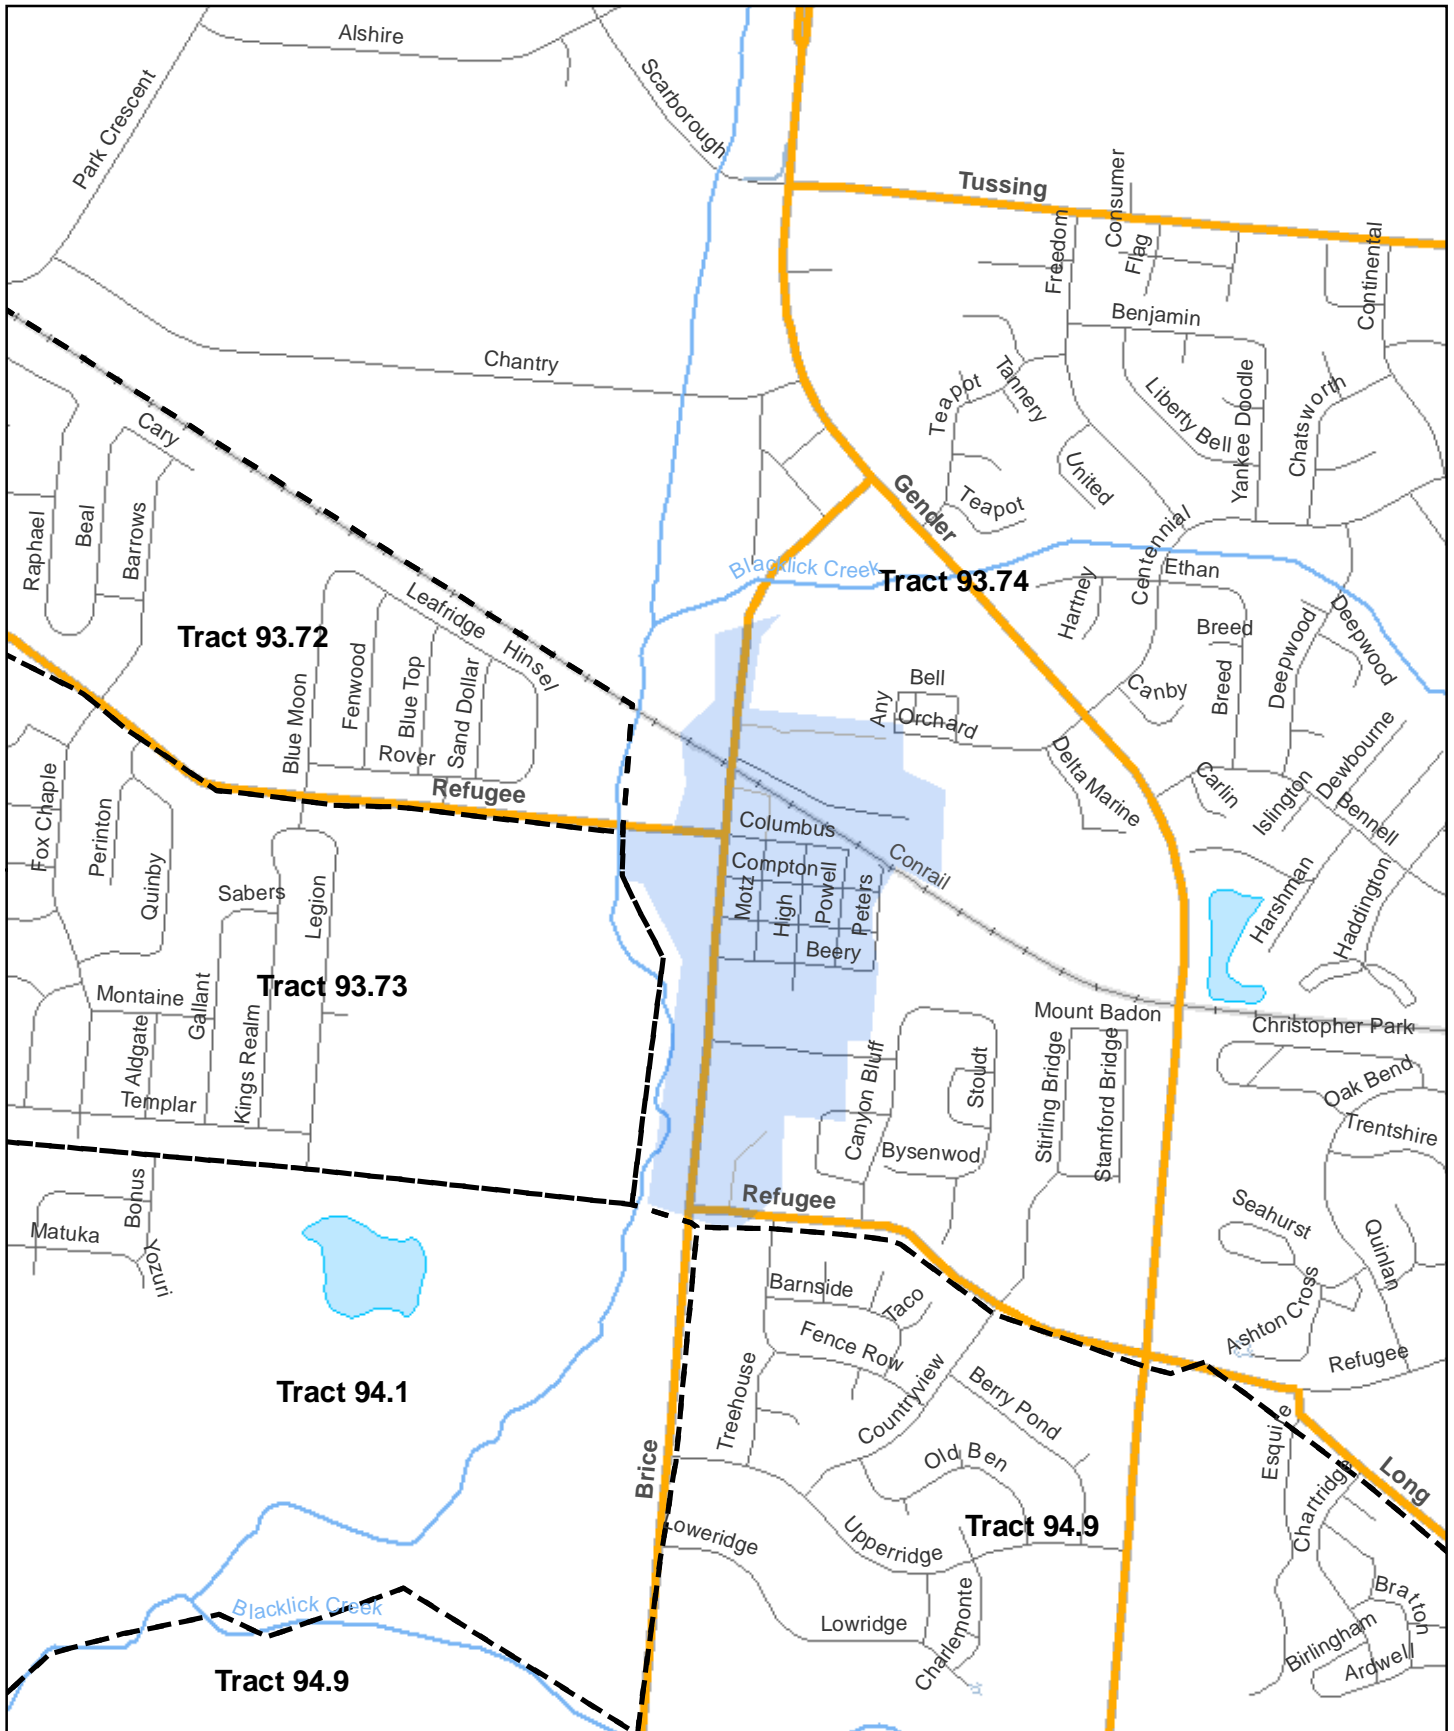 Alshire
Park Crescent
Scarborough
Tussing
Consumer
Freedom
Flag
Continental
Benjamin
Chantry
Tannery
Teapot
Liberty Bell
Yankee Doodle
Chatsworth
Cary
United
Gender
Teapot
Raphael
Beal
Barrows
Centennial
Blacklick Creek
Tract 93.74
Ethan
Hartney
Leafridge
Deepwood
Deepwood
Breed
Tract 93.72
Hinsel
Fenwood
Blue Top
Sand Dollar
Blue Moon
Bell
Any
Orchard
Canby
Breed
Rover
Refugee
Delta Marine
Carlin
Islington
Dewbourne
Bennell
Fox Chaple
Perinton
Quinby
Columbus
Compton
Conrail
Motz
High
Powell
Peters
Beery
Harshman
Haddington
Sabers
Legion
Tract 93.73
Montaine
Gallant
Aldgate
Kings Realm
Templar
Mount Badon
Christopher Park
Canyon Bluff
Stoudt
Stirling Bridge
Stamford Bridge
Oak Bend
Trentshire
Bysenwod
Bonus
Matuka
Yozuri
Refugee
Seahurst
Quinlan
Barnside
Taco
Ashton Cross
Fence Row
Refugee
Tract 94.1
Treehouse
Countryview
Berry Pond
Esquire
Old Ben
Brice
Long
Chartridge
Loweridge
Upperridge
Tract 94.9
Blacklick Creek
Charlemonte
Lowridge
Bratton
Birlingham
Ardwell
Tract 94.9